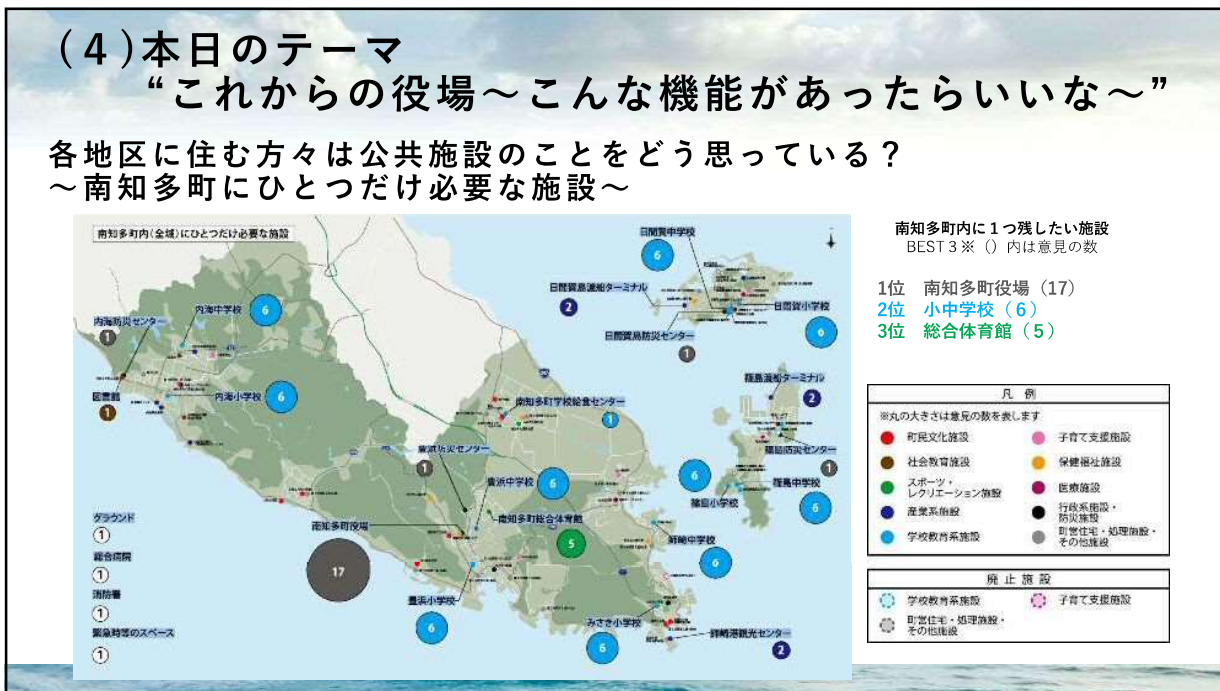 (4)本日のテーマ
“これからの役場～こんな機能があったらいいな～”
各地区に住む方々は公共施設のことをどう思っている？
～南知多町にひとつだけ必要な施設～
南知多町内(全域)にひとつだけ必要な施設
日間賀中学校
6
日間賀島渡船ターミナル
2
日間賀小学校
6
日間賀島防災センター
1
内海中学校
6
内海防災センター
1
図書館
1
内海小学校
6
篠島渡船ターミナル
2
南知多町学校給食センター
1
篠島防災センター
1
豊浜防災センター
1
豊浜中学校
6
篠島中学校
6
篠島小学校
6
南知多町役場
17
南知多町総合体育館
5
師崎中学校
6
豊浜小学校
6
みさき小学校
6
師崎港観光センター
2
グラウンド
1
総合病院
1
消防署
1
緊急時等のスペース
1
南知多町内に１つ残したい施設
BEST３※（）内は意見の数
1位　南知多町役場（17）
2位　小中学校（６）
3位　総合体育館（５）
凡 例
※丸の大きさは意見の数を表します
町民文化施設
子育て支援施設
社会教育施設
保健福祉施設
スポーツ・
レクリエーション施設
医療施設
産業系施設
行政系施設・
防災施設
学校教育系施設
町営住宅・処理施設・
その他施設
廃 止 施 設
学校教育系施設
子育て支援施設
町営住宅・処理施設・
その他施設